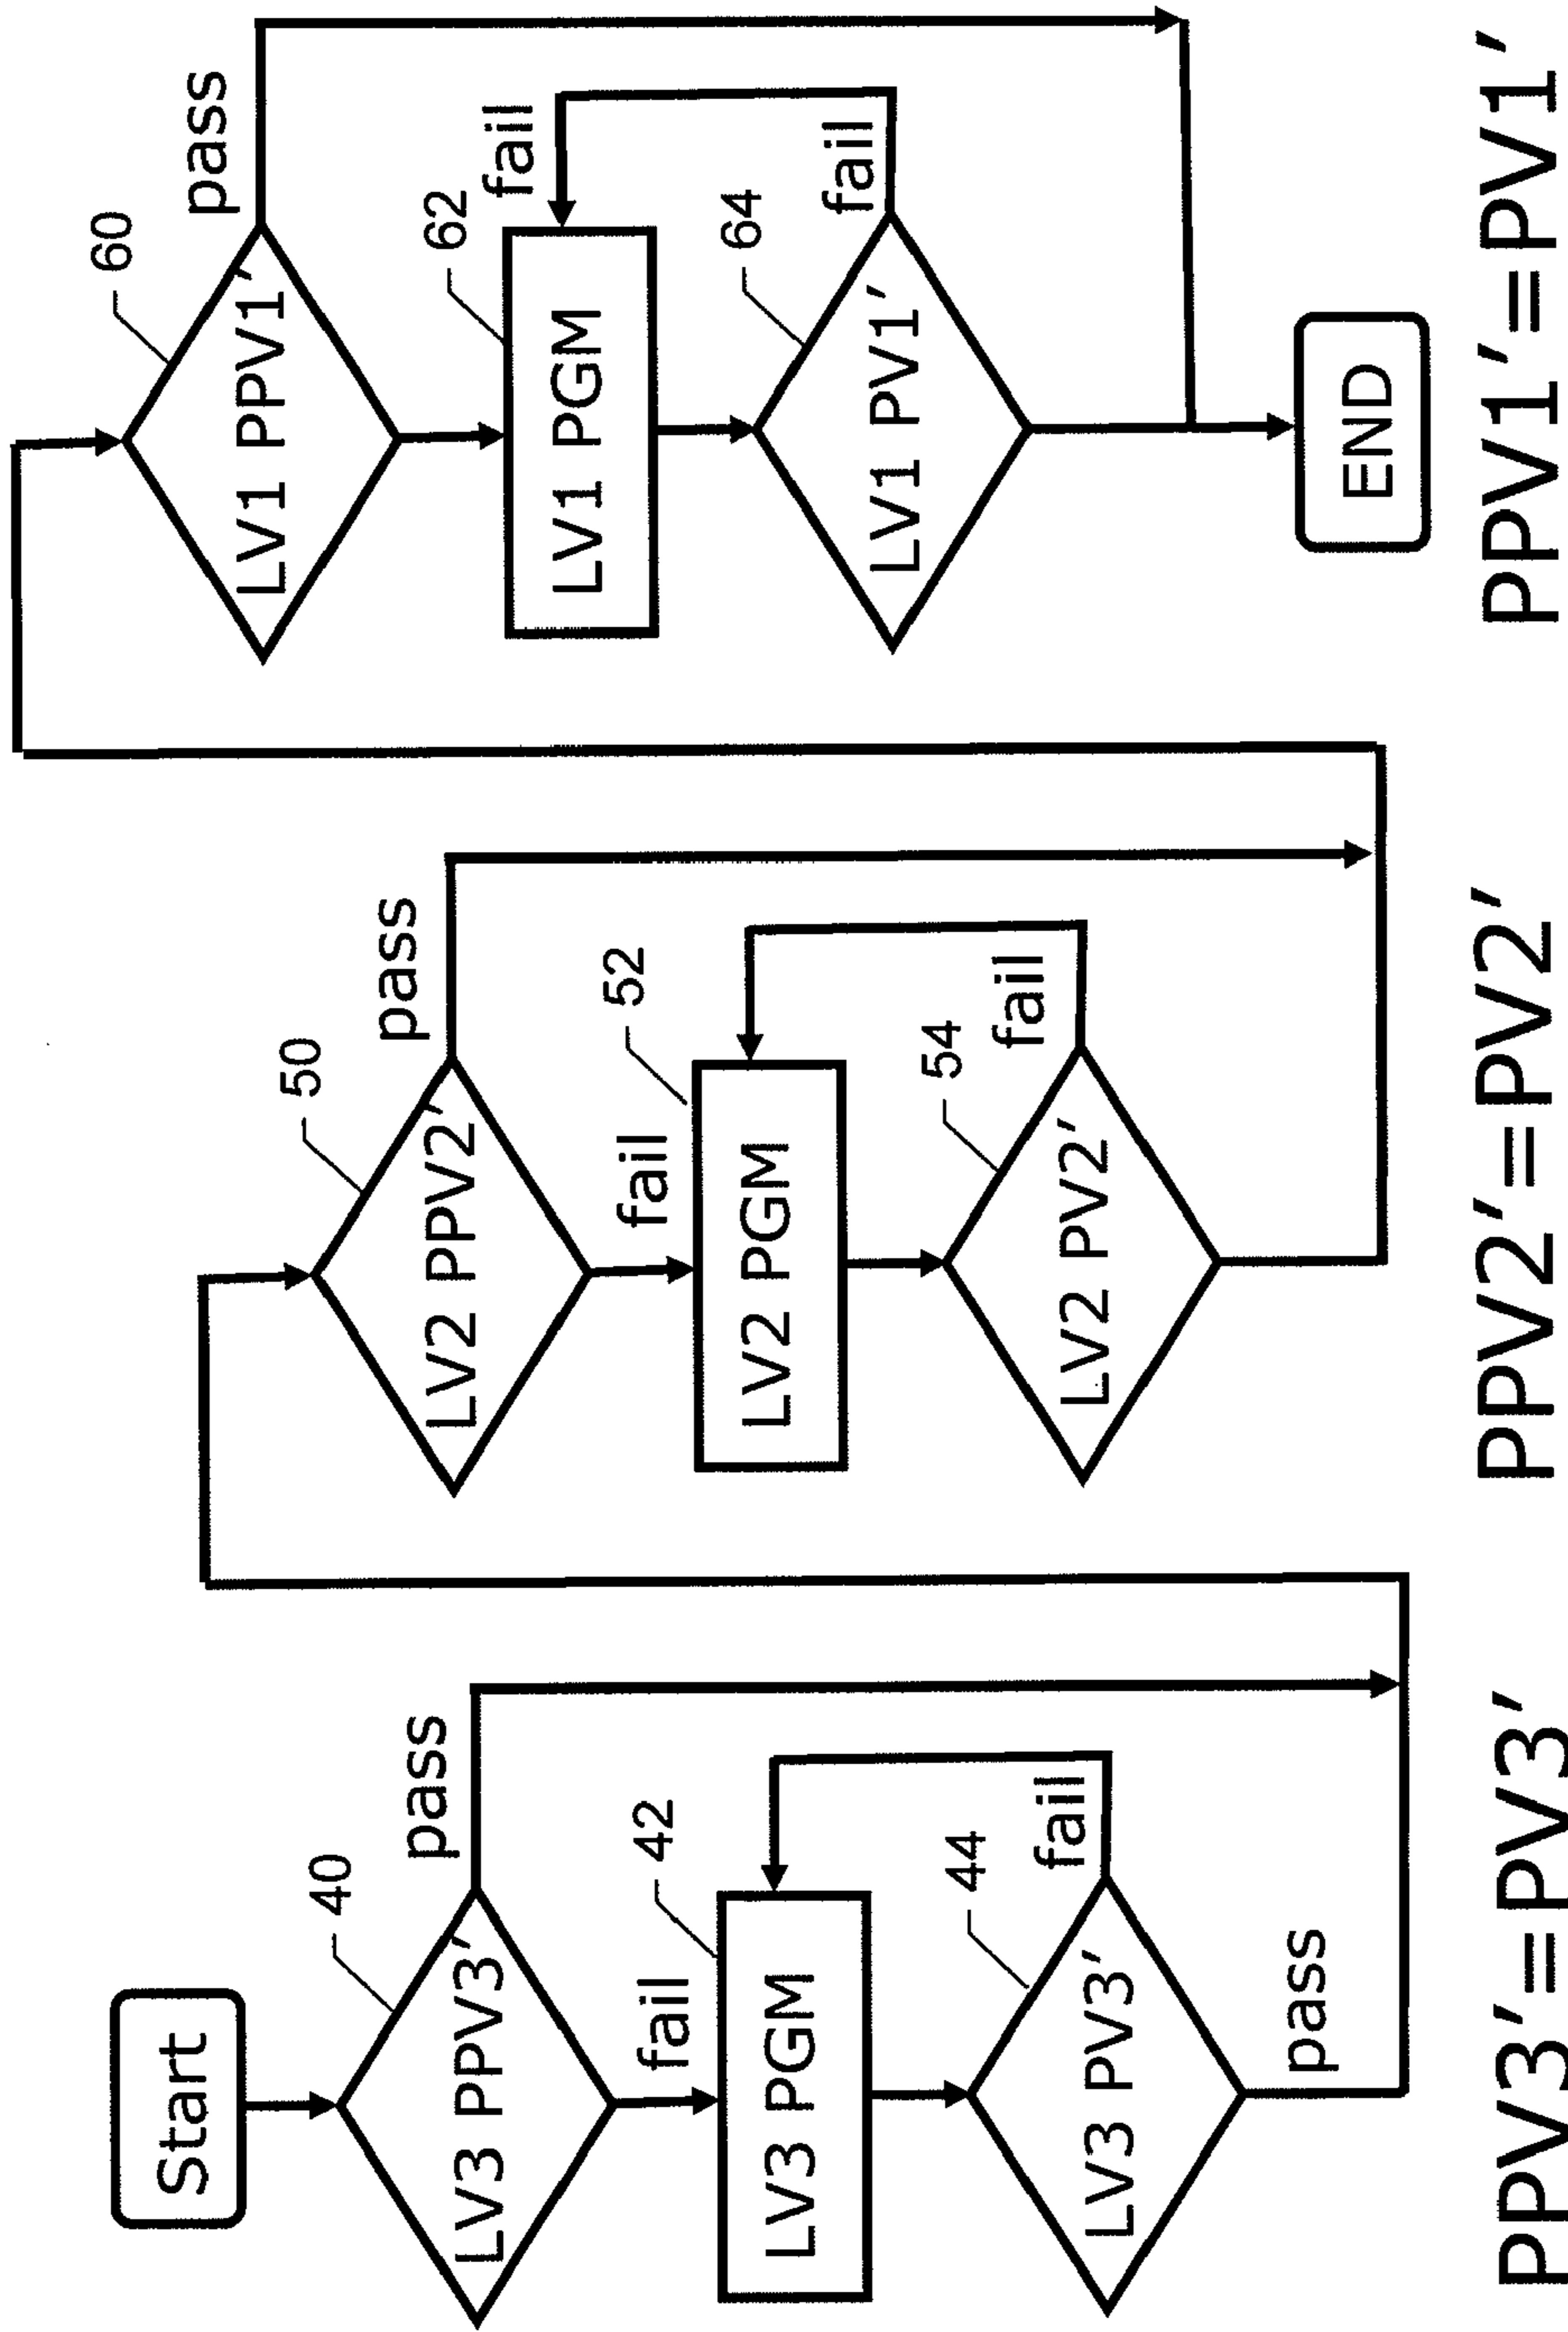 Start
40
LV3 PPV3'
pass
fail
42
LV3 PGM
44
LV3 PV3'
fail
pass
PPV3'=PV3'
50
LV2 PPV2'
pass
fail
52
LV2 PGM
54
LV2 PV2'
fail
PPV2'=PV2'
60
LV1 PPV1'
pass
62
fail
LV1 PGM
64
LV1 PV1'
fail
END
PPV1'=PV1'